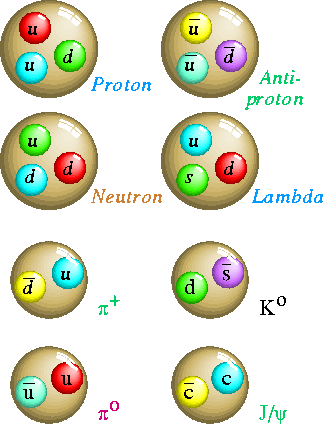 u
u d
Proton
ū
ū d̄
Anti-
proton
u
d d
Neutron
u
s d
Lambda
d̄ u
π⁺
d s̄
K⁰
ū u
π⁰
c̄ c
J/ψ